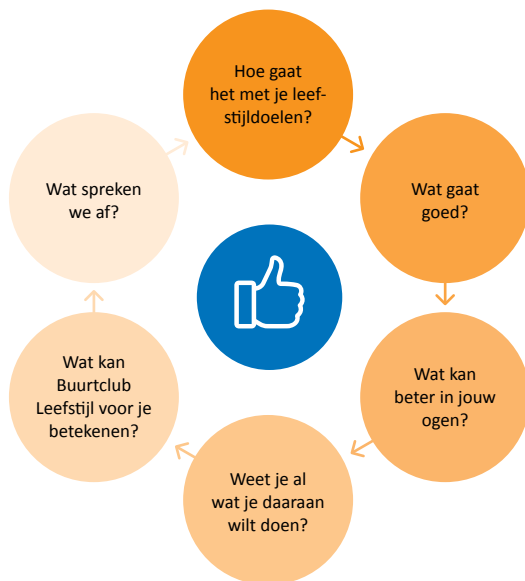 Hoe gaat
het met je leef-
stijldoelen?
Wat gaat
goed?
Wat kan
beter in jouw
ogen?
Weet je al
wat je daaraan
wilt doen?
Wat kan
Buurtclub
Leefstijl voor je
betekenen?
Wat spreken
we af?